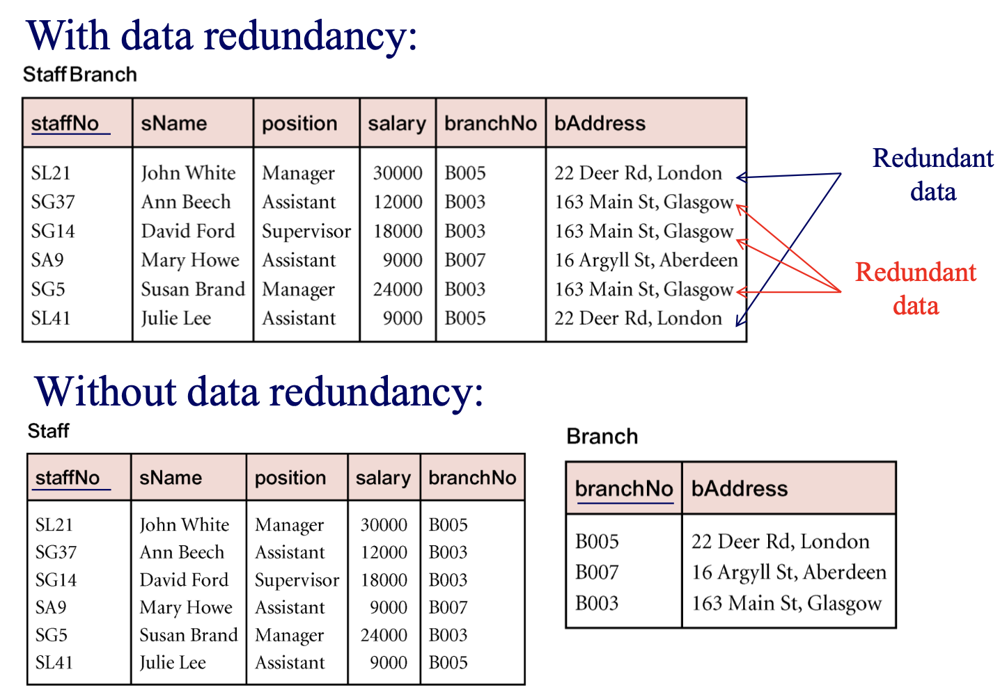 With data redundancy:
StaffBranch
staffNo sName position salary branchNo bAddress
SL21 John White Manager 30000 B005 22 Deer Rd, London
SG37 Ann Beech Assistant 12000 B003 163 Main St, Glasgow
SG14 David Ford Supervisor 18000 B003 163 Main St, Glasgow
SA9 Mary Howe Assistant 9000 B007 16 Argyll St, Aberdeen
SG5 Susan Brand Manager 24000 B003 163 Main St, Glasgow
SL41 Julie Lee Assistant 9000 B005 22 Deer Rd, London
Redundant
data
Redundant
data
Without data redundancy:
Staff
staffNo sName position salary branchNo
SL21 John White Manager 30000 B005
SG37 Ann Beech Assistant 12000 B003
SG14 David Ford Supervisor 18000 B003
SA9 Mary Howe Assistant 9000 B007
SG5 Susan Brand Manager 24000 B003
SL41 Julie Lee Assistant 9000 B005
Branch
branchNo bAddress
B005 22 Deer Rd, London
B007 16 Argyll St, Aberdeen
B003 163 Main St, Glasgow